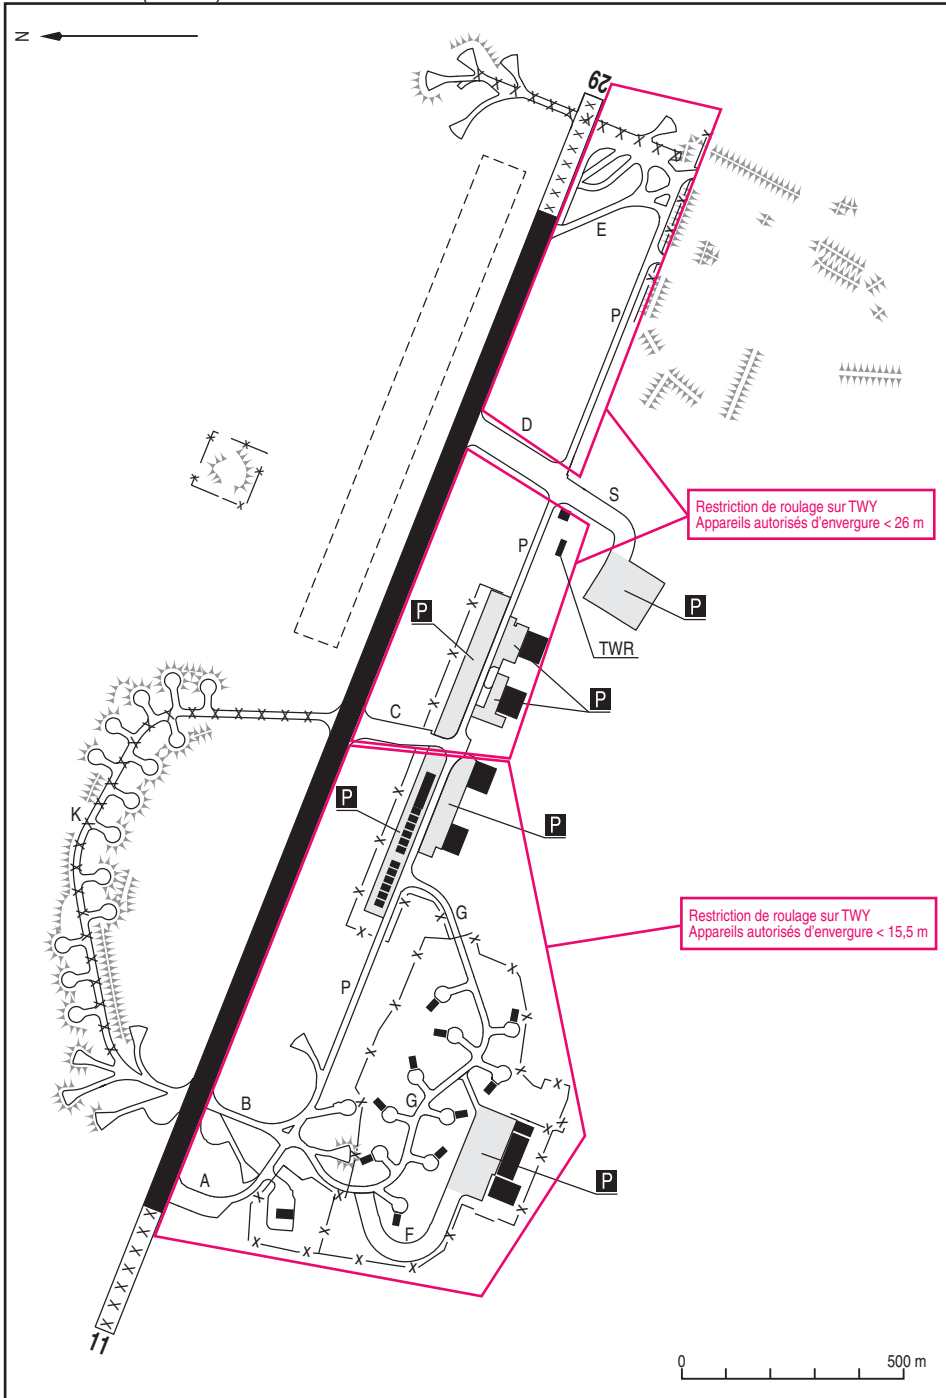 N
29
E
P
D
S
Restriction de roulage sur TWY
Appareils autorisés d'envergure < 26 m
P
P
P
TWR
P
C
P
P
K
G
Restriction de roulage sur TWY
Appareils autorisés d'envergure < 15,5 m
P
B
G
A
P
F
11
0
500 m